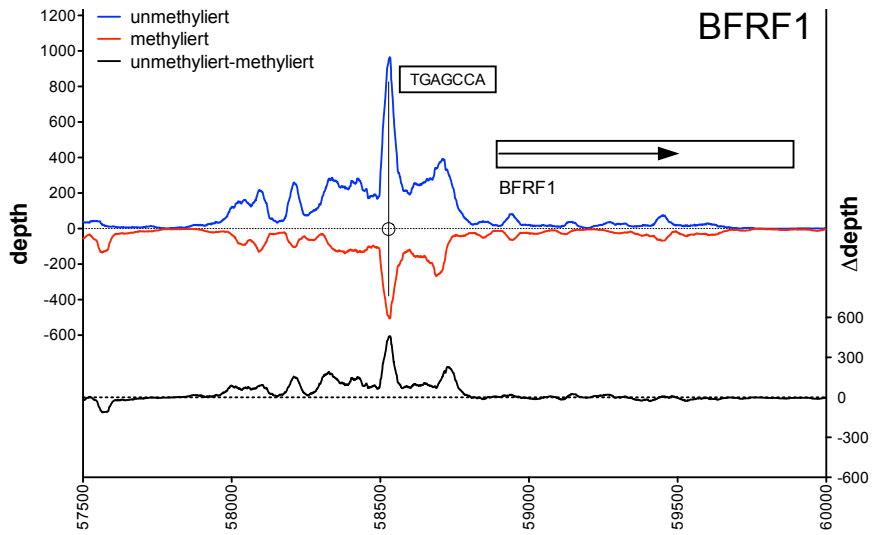 BFRF1
unmethyliert
methyliert
unmethyliert-methyliert
TGAGCCA
BFRF1
depth
1200
1000
800
600
400
200
0
-200
-400
-600
Δdepth
600
300
0
-300
-600
57500
58000
58500
59000
59500
60000